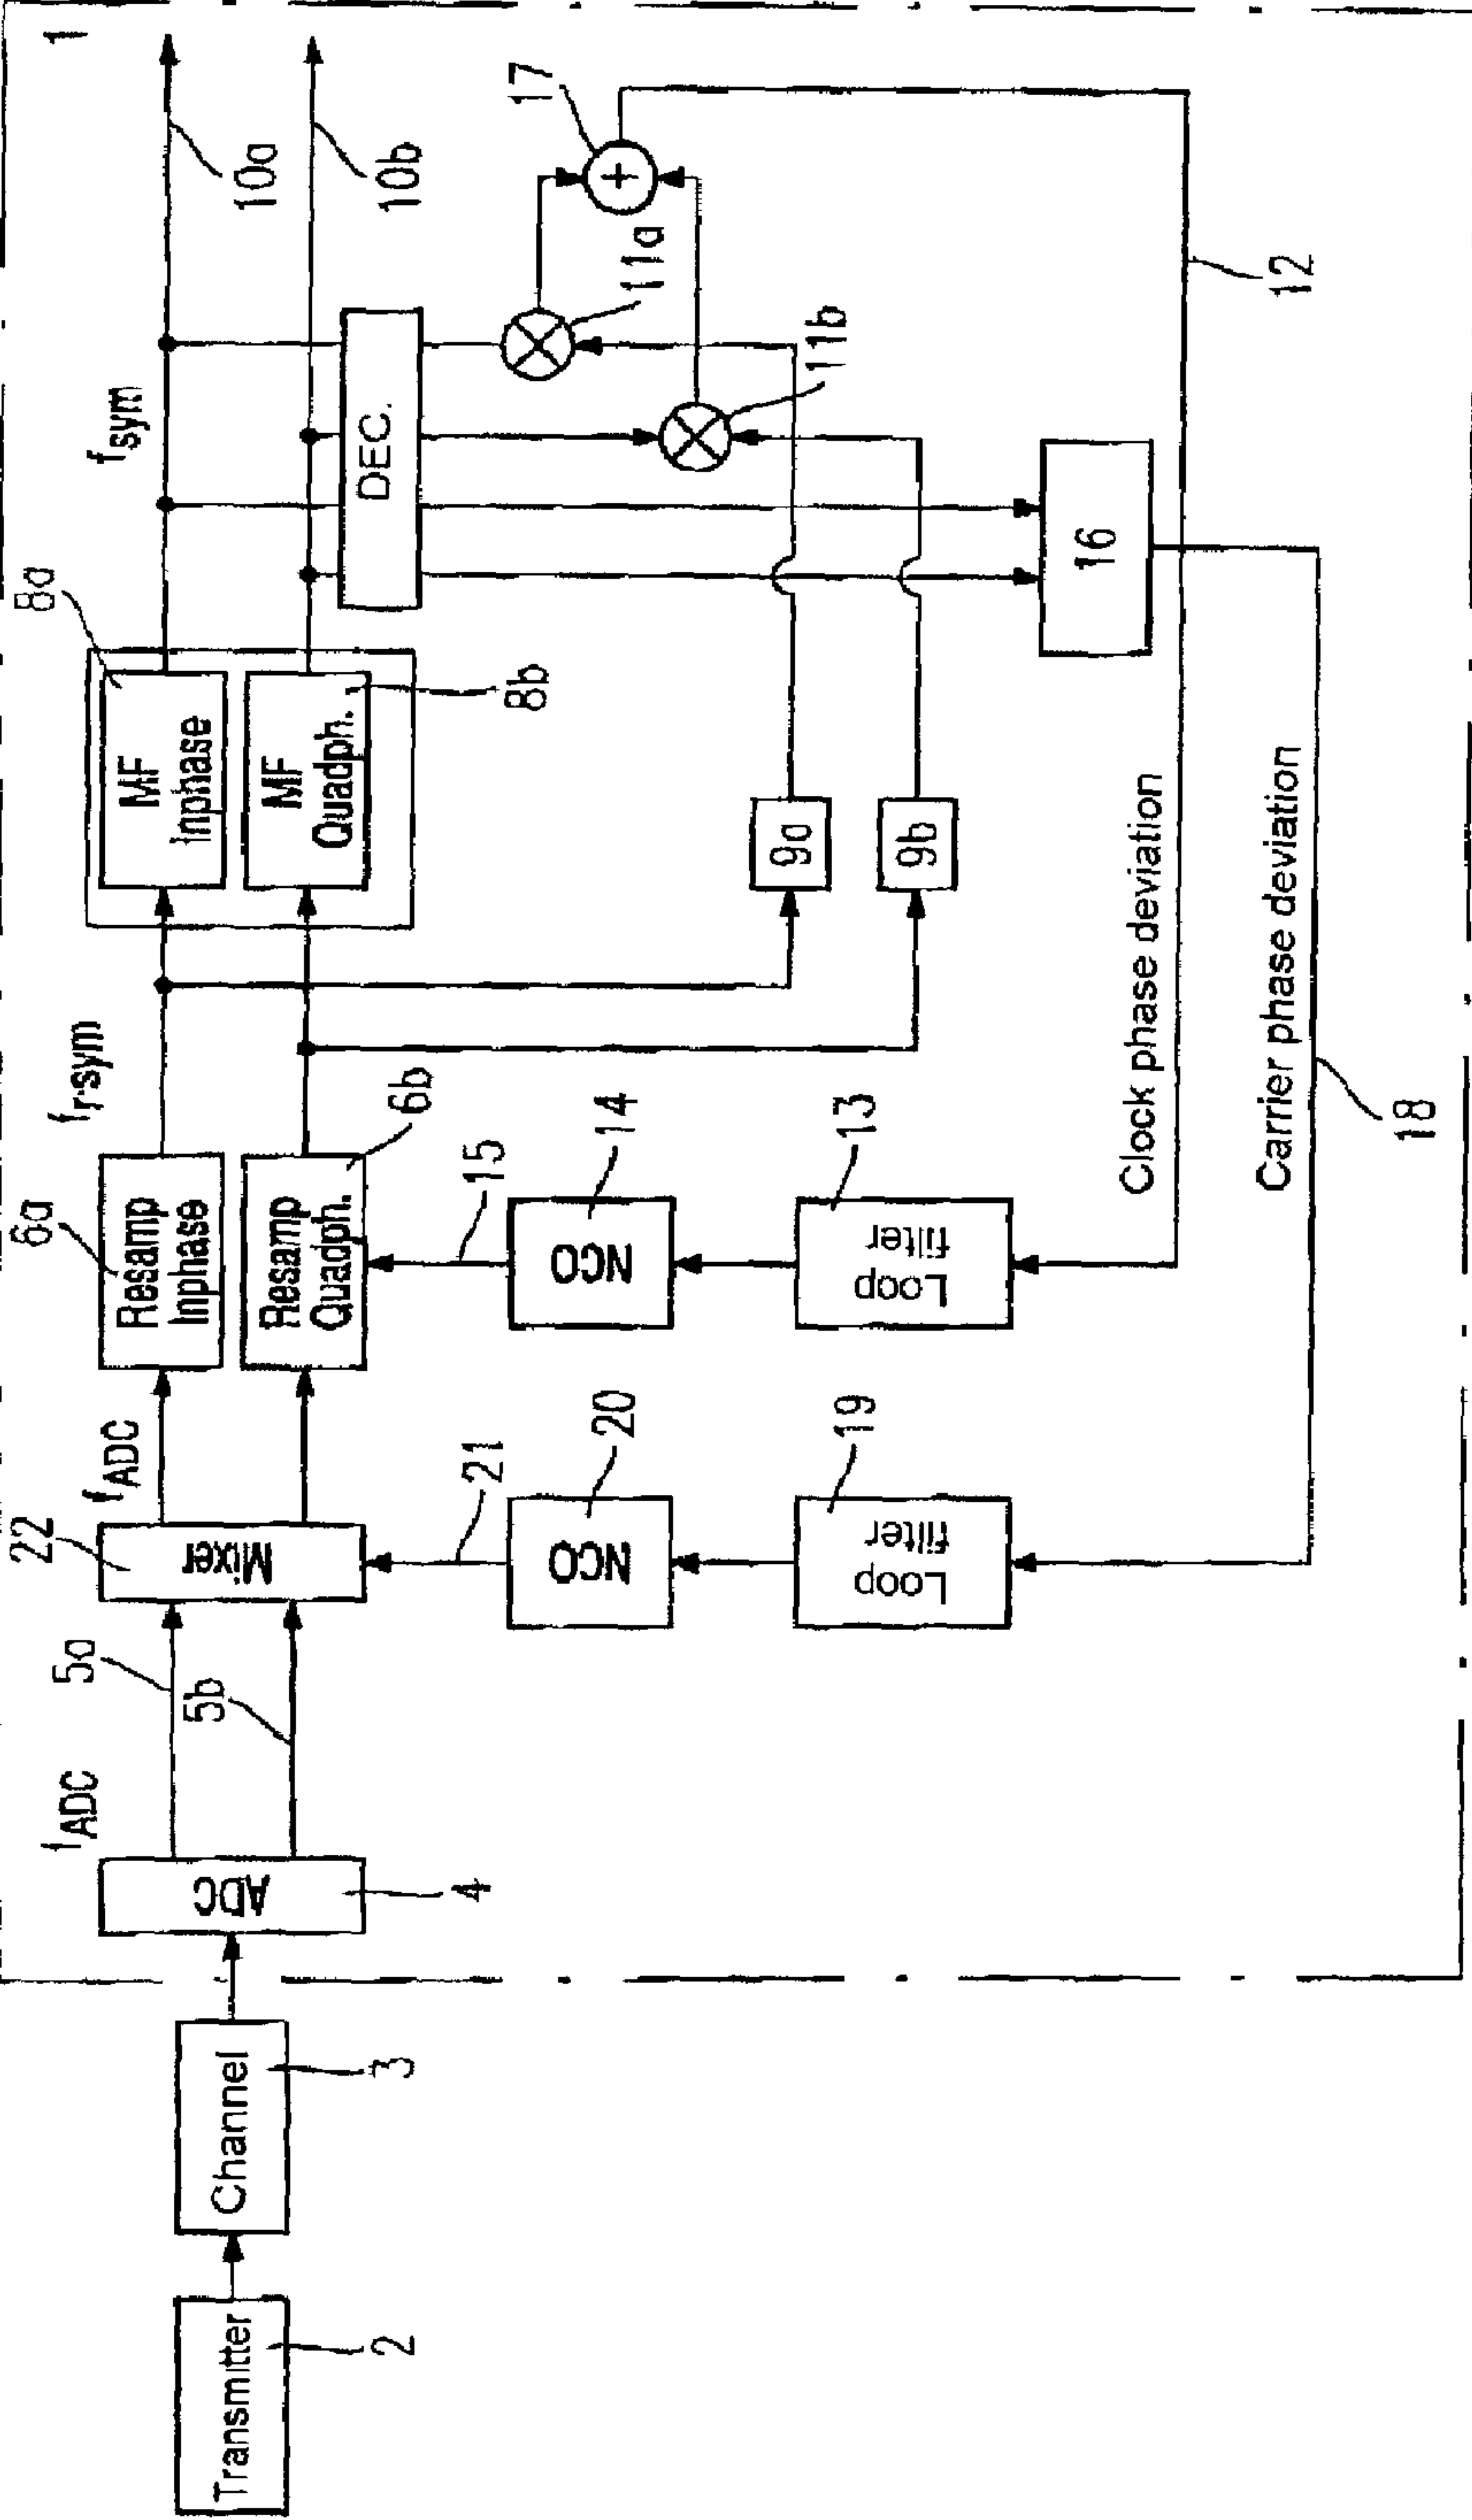 Transmitter
2
Channel
3
ADC
4
fADC
5a
5b
Mixer
22
fADC
21
NCO
20
Loop
filter
19
6a
Resamp
Inphase
Resamp
Quadph.
6b
15
NCO
14
Loop
filter
13
fr·sym
8a
MF
Inphase
MF
Quadph.
8b
9a
9b
Clock phase deviation
Carrier phase deviation
18
fsym
DEC.
16
11a
11b
17
12
10a
10b
1